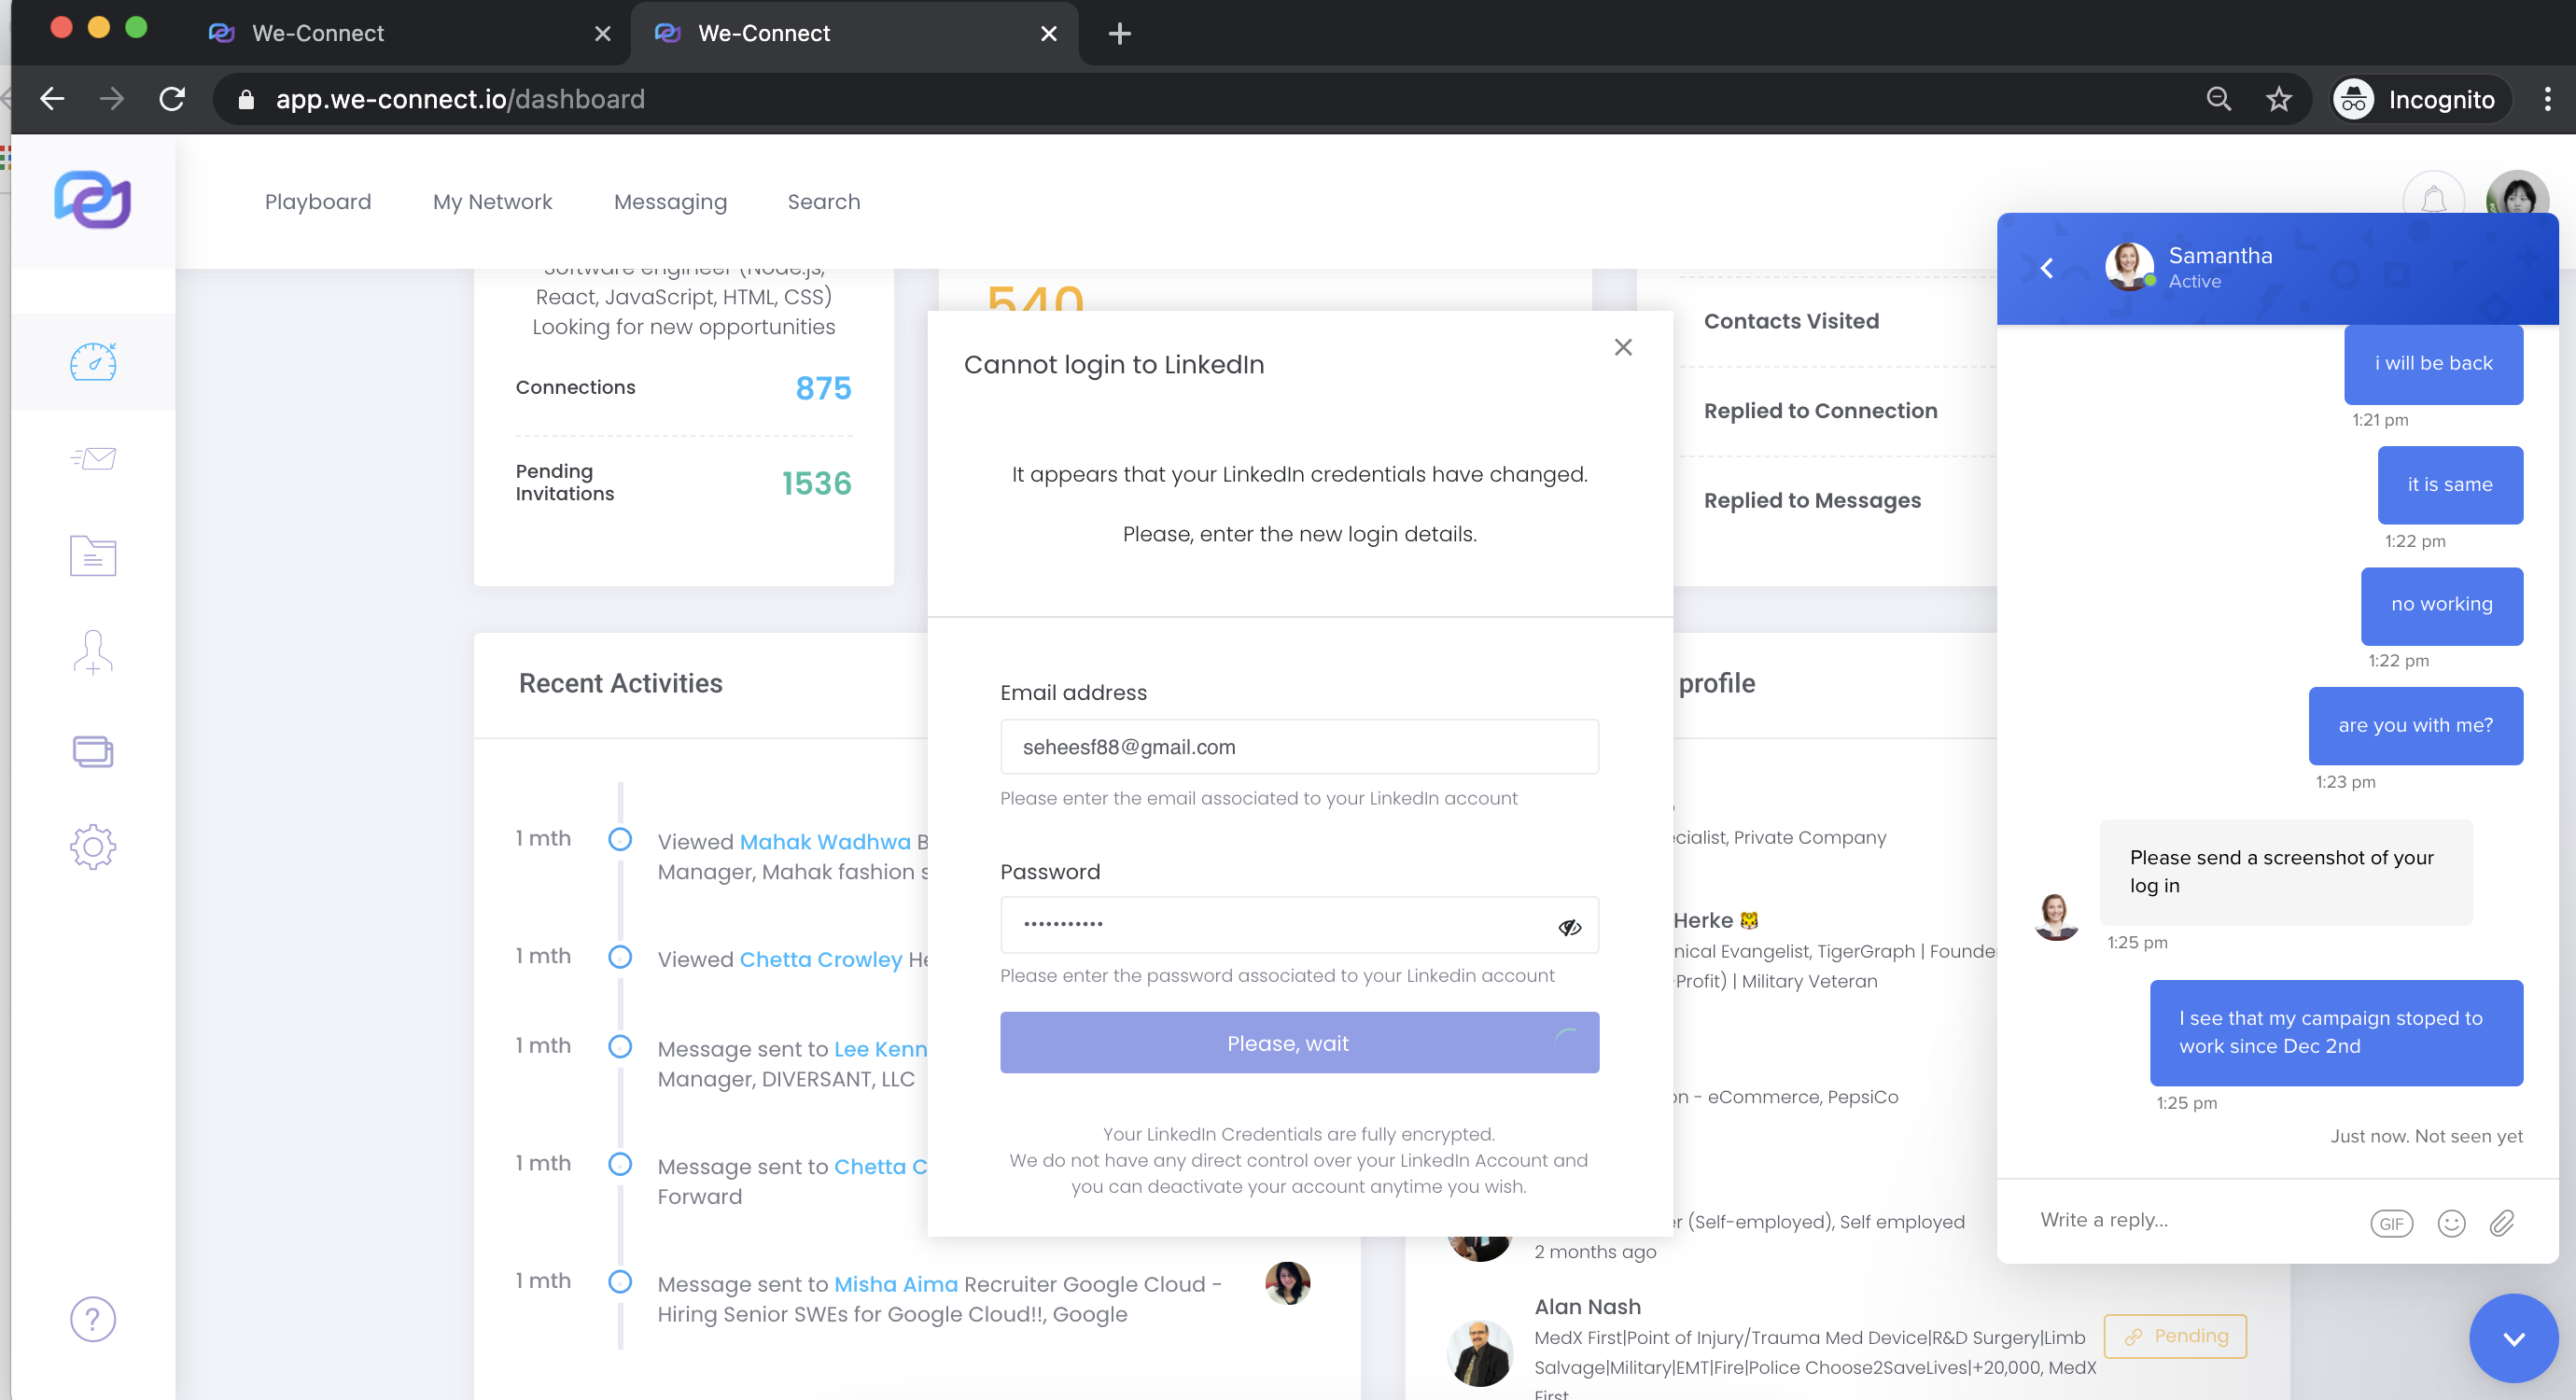 We-Connect
We-Connect
app.we-connect.io/dashboard
Incognito
Playboard
My Network
Messaging
Search
Software engineer (Node.js,
React, JavaScript, HTML, CSS)
Looking for new opportunities
Connections
875
Pending
Invitations
1536
540
Contacts Visited
Replied to Connection
Replied to Messages
Cannot login to LinkedIn
It appears that your LinkedIn credentials have changed.
Please, enter the new login details.
Email address
seheesf88@gmail.com
Please enter the email associated to your LinkedIn account
Password
•••••••••••
Please enter the password associated to your Linkedin account
Please, wait
Your LinkedIn Credentials are fully encrypted.
We do not have any direct control over your LinkedIn Account and
you can deactivate your account anytime you wish.
Recent Activities
1 mth
Viewed Mahak Wadhwa B
Manager, Mahak fashion s
1 mth
Viewed Chetta Crowley He
1 mth
Message sent to Lee Kenn
Manager, DIVERSANT, LLC
1 mth
Message sent to Chetta C
Forward
1 mth
Message sent to Misha Aima Recruiter Google Cloud -
Hiring Senior SWEs for Google Cloud!!, Google
profile
ecialist, Private Company
Herke 🐯
nical Evangelist, TigerGraph | Founde
-Profit) | Military Veteran
on - eCommerce, PepsiCo
er (Self-employed), Self employed
2 months ago
Alan Nash
MedX First|Point of Injury/Trauma Med Device|R&D Surgery|Limb
Salvage|Military|EMT|Fire|Police Choose2SaveLives|+20,000, MedX
First
Pending
Samantha
Active
i will be back
1:21 pm
it is same
1:22 pm
no working
1:22 pm
are you with me?
1:23 pm
Please send a screenshot of your
log in
1:25 pm
I see that my campaign stoped to
work since Dec 2nd
1:25 pm
Just now. Not seen yet
Write a reply...
GIF